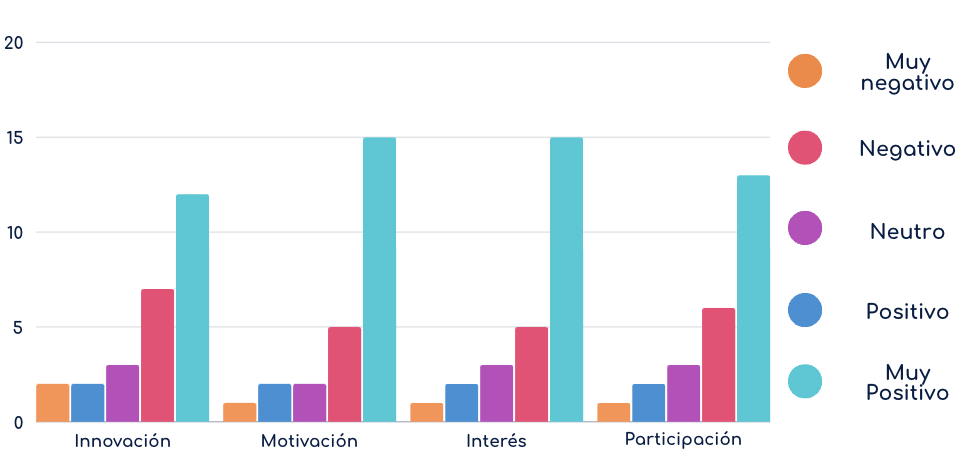 20
15
10
5
0
Innovación
Motivación
Interés
Participación
Muy
negativo
Negativo
Neutro
Positivo
Muy
Positivo